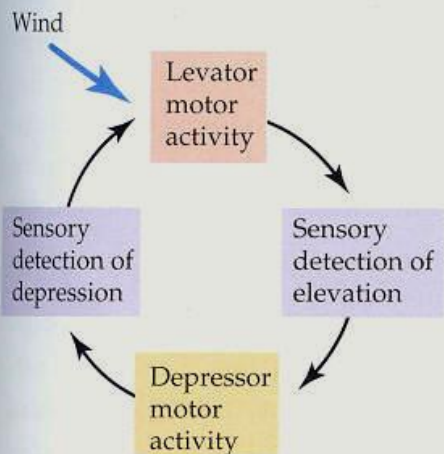 Wind
Levator
motor
activity
Sensory
detection of
depression
Sensory
detection of
elevation
Depressor
motor
activity